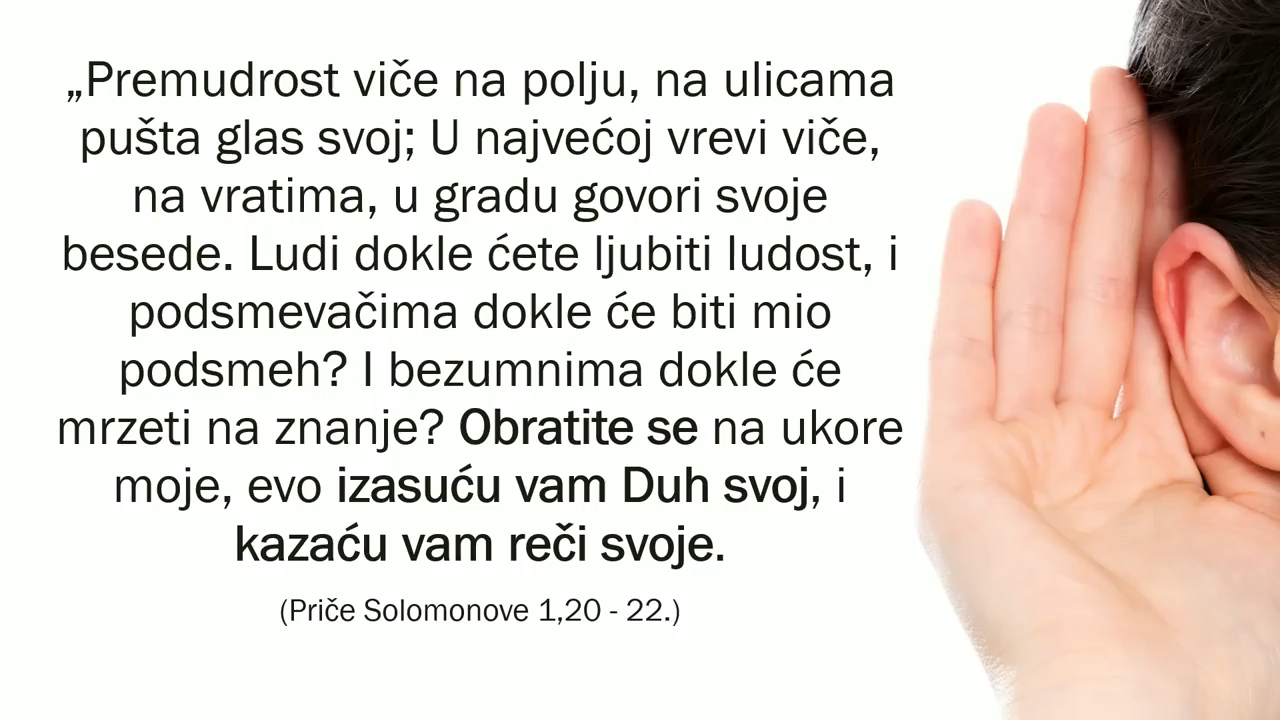 „Premudrost viče na polju, na ulicama
pušta glas svoj; U najvećoj vrevi viče,
na vratima, u gradu govori svoje
besede. Ludi dokle ćete ljubiti ludost, i
podsmevačima dokle će biti mio
podsmeh? I bezumnima dokle će
mrzeti na znanje? Obratite se na ukore
moje, evo izasuću vam Duh svoj, i
kazaću vam reči svoje.
(Priče Solomonove 1,20 - 22.)